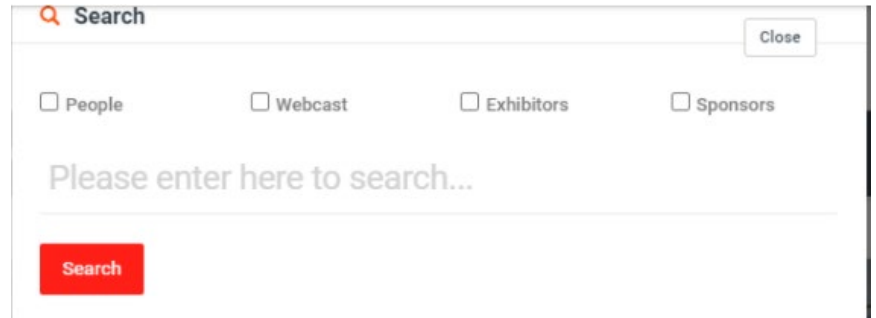 Search
Close
People Webcast Exhibitors Sponsors
Please enter here to search...
Search